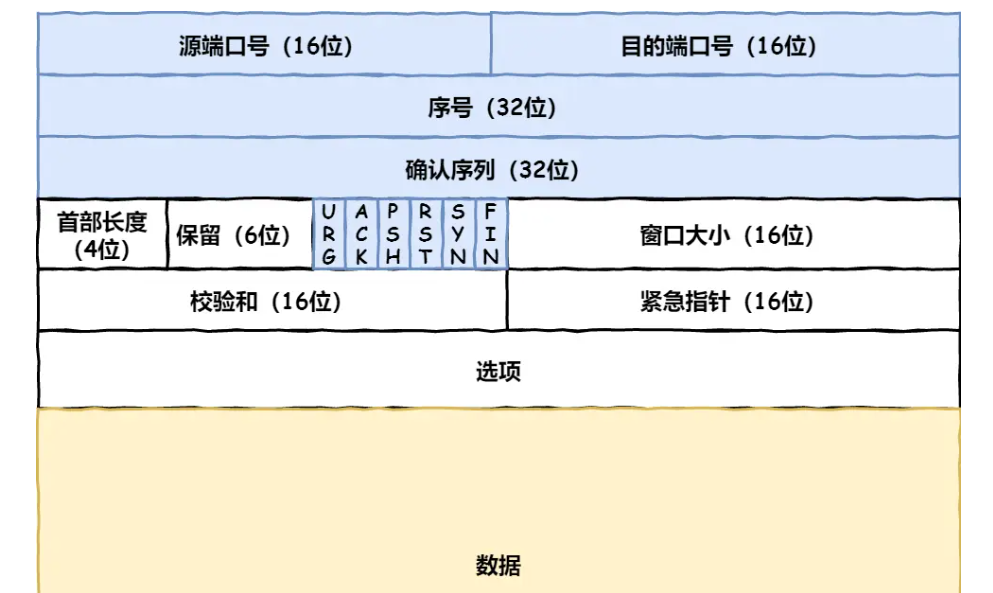 源端口号（16位）
目的端口号（16位）
序号（32位）
确认序列（32位）
首部长度
（4位）
保留（6位）
URG
ACK
PSH
RST
SYN
FIN
窗口大小（16位）
校验和（16位）
紧急指针（16位）
选项
数据